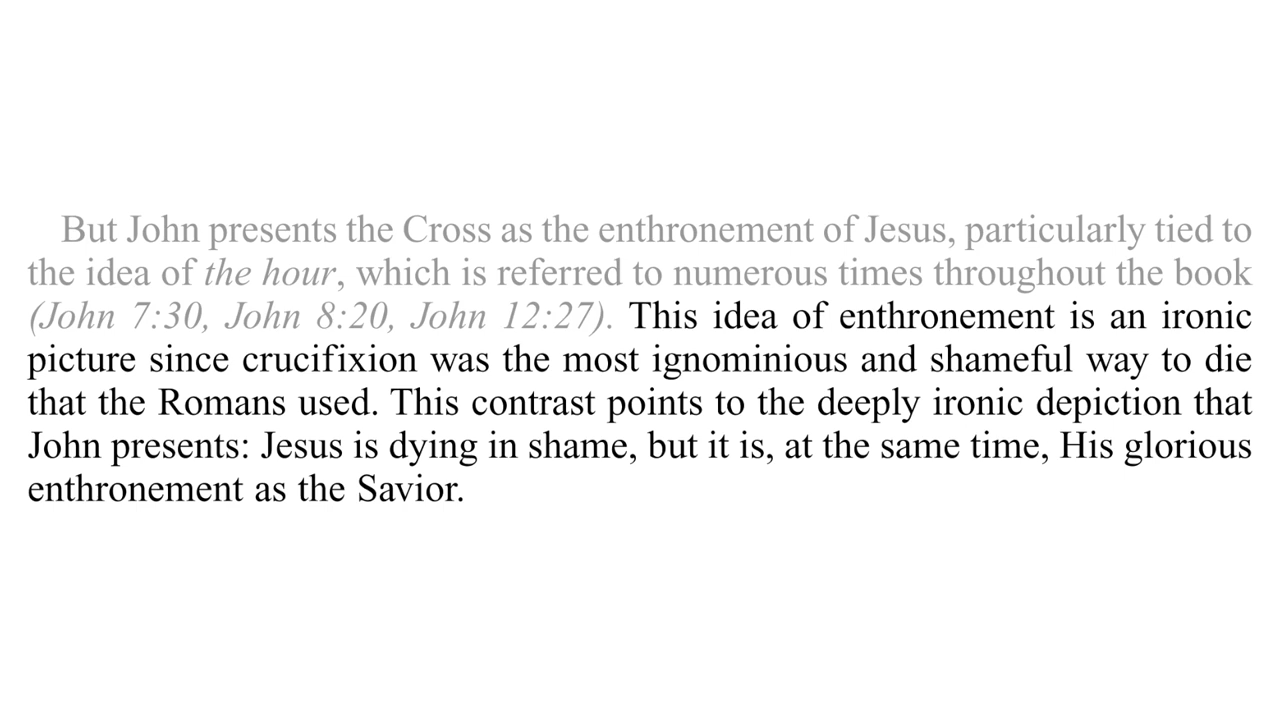 But John presents the Cross as the enthronement of Jesus, particularly tied to
the idea of the hour, which is referred to numerous times throughout the book
(John 7:30, John 8:20, John 12:27). This idea of enthronement is an ironic
picture since crucifixion was the most ignominious and shameful way to die
that the Romans used. This contrast points to the deeply ironic depiction that
John presents: Jesus is dying in shame, but it is, at the same time, His glorious
enthronement as the Savior.